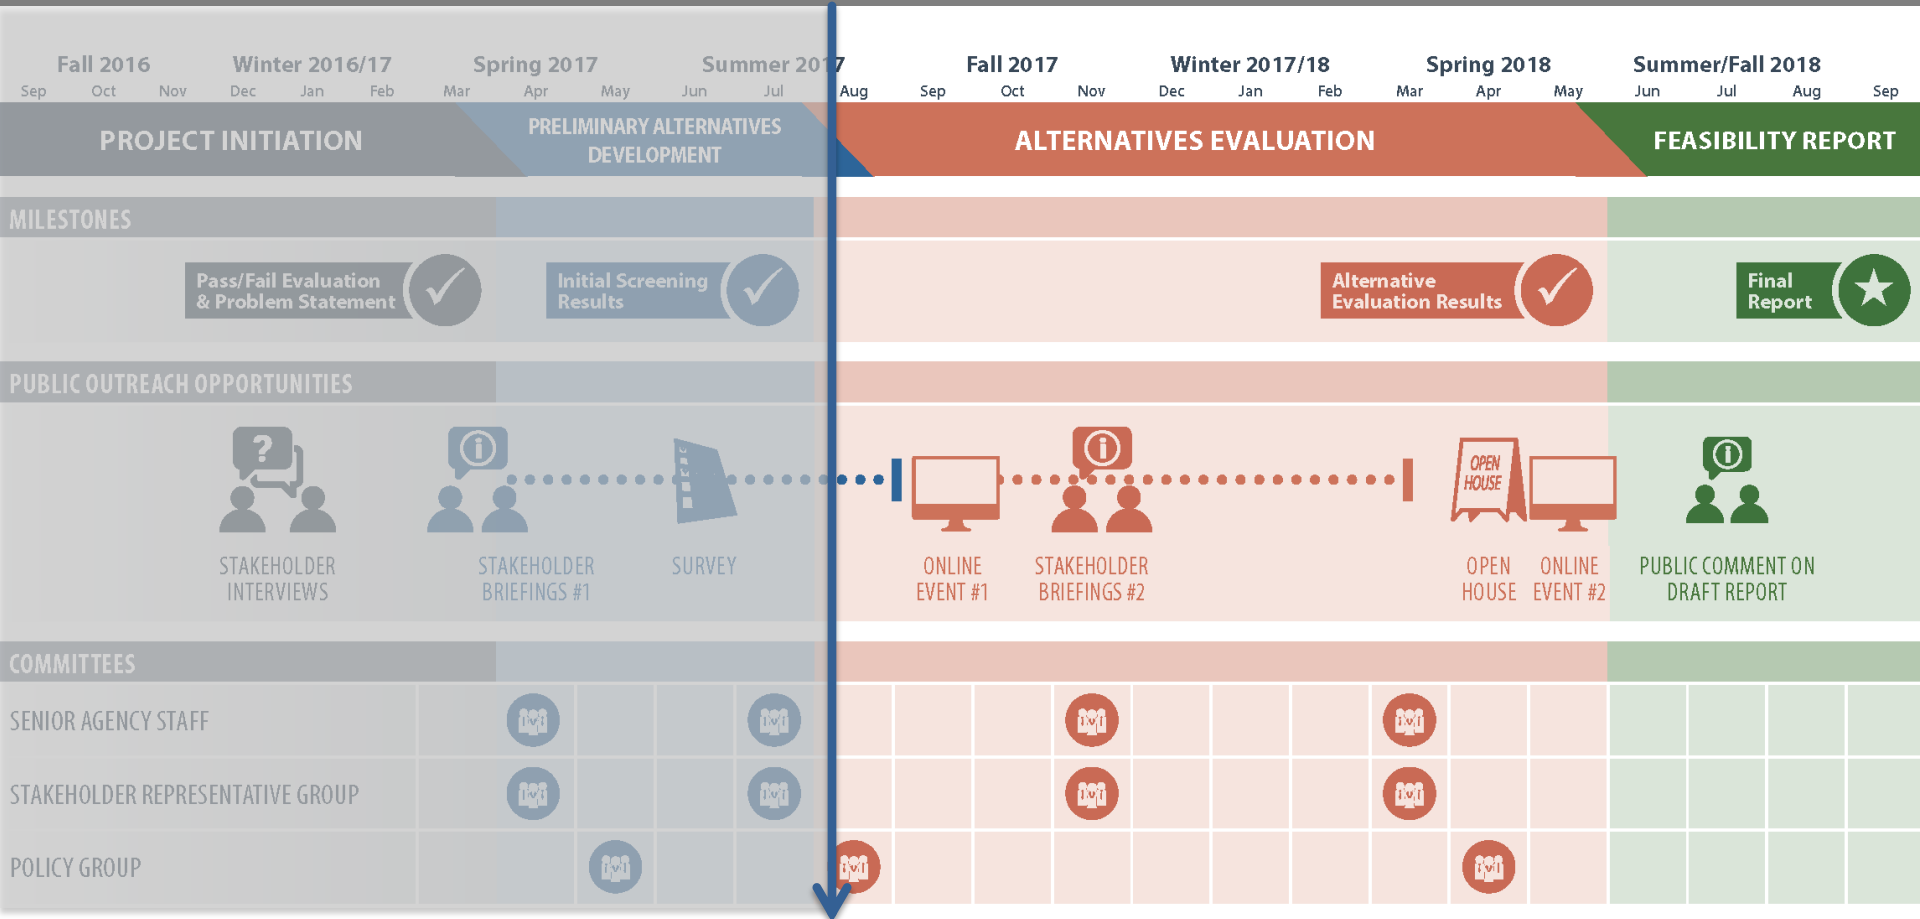 Fall 2016 Winter 2016/17 Spring 2017 Summer 2017 Fall 2017 Winter 2017/18 Spring 2018 Summer/Fall 2018
Sep Oct Nov Dec Jan Feb Mar Apr May Jun Jul Aug Sep Oct Nov Dec Jan Feb Mar Apr May Jun Jul Aug Sep
PROJECT INITIATION
PRELIMINARY ALTERNATIVES
DEVELOPMENT
ALTERNATIVES EVALUATION
FEASIBILITY REPORT
MILESTONES
Pass/Fail Evaluation
& Problem Statement
Initial Screening
Results
Alternative
Evaluation Results
Final
Report
PUBLIC OUTREACH OPPORTUNITIES
?
i
i
OPEN
HOUSE
i
STAKEHOLDER
INTERVIEWS
STAKEHOLDER
BRIEFINGS #1
SURVEY
ONLINE
EVENT #1
STAKEHOLDER
BRIEFINGS #2
OPEN
HOUSE
ONLINE
EVENT #2
PUBLIC COMMENT ON
DRAFT REPORT
COMMITTEES
SENIOR AGENCY STAFF
STAKEHOLDER REPRESENTATIVE GROUP
POLICY GROUP